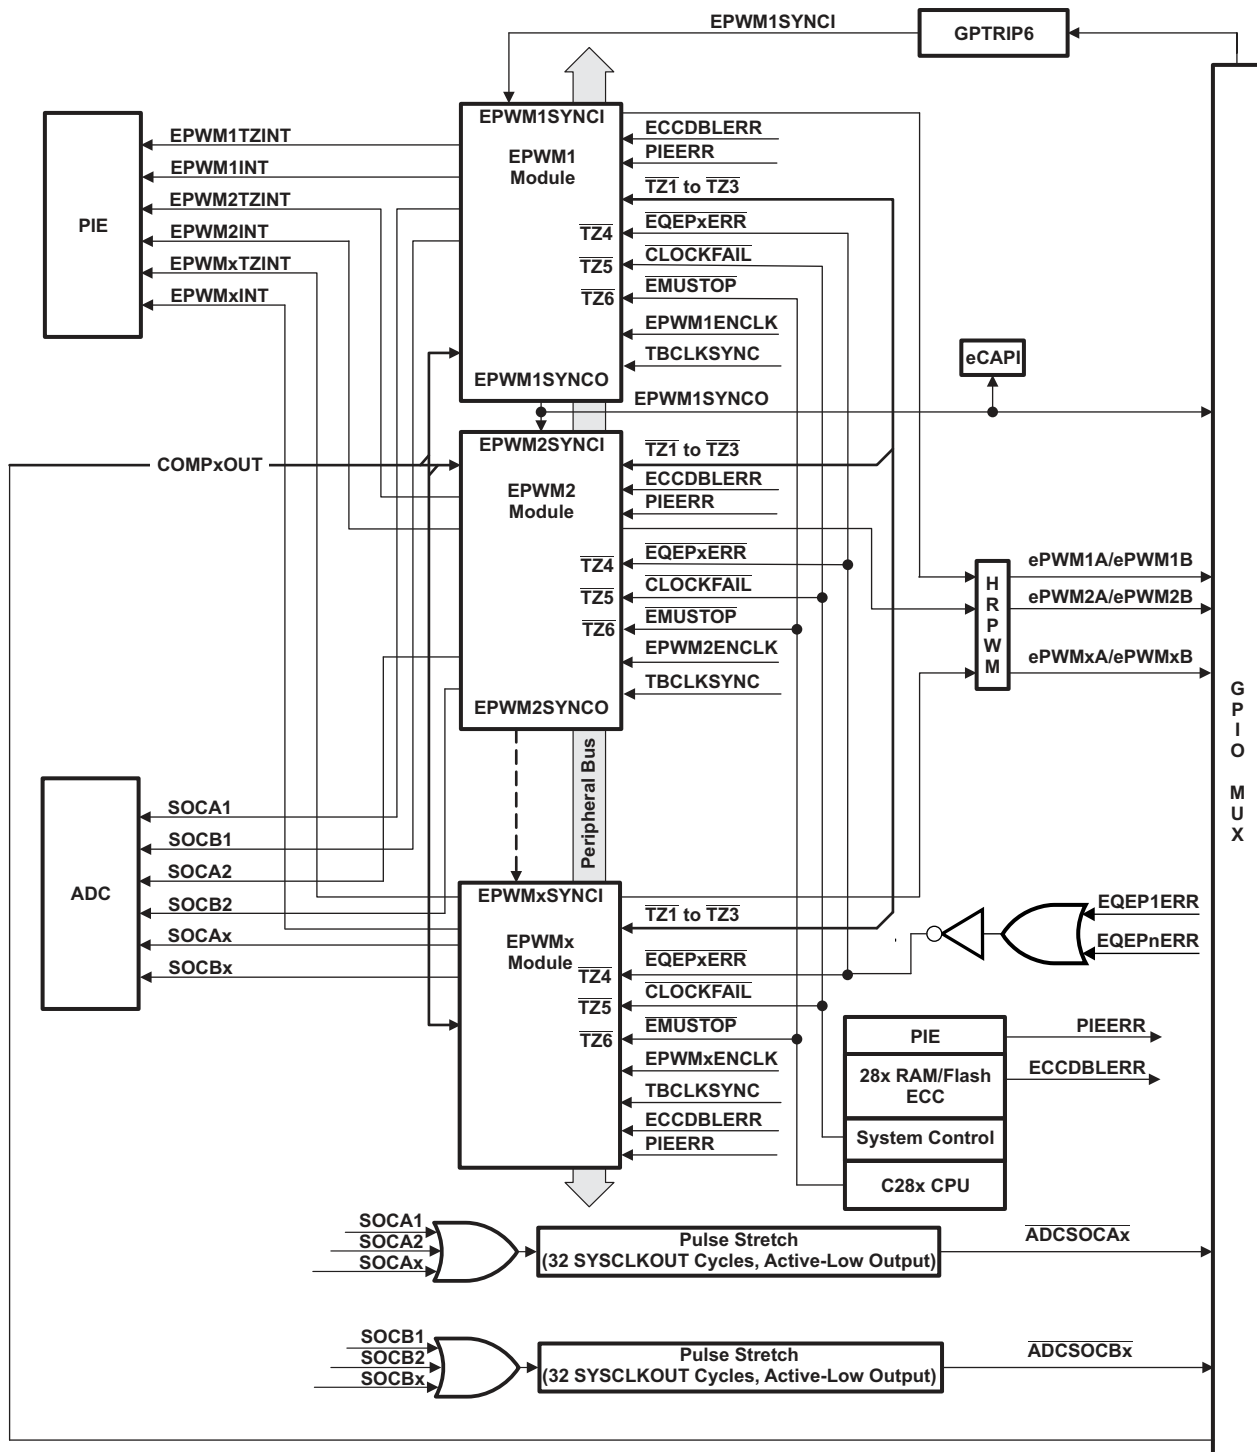 EPWM1SYNCI
GPTRIP6
PIE
EPWM1TZINT
EPWM1INT
EPWM2TZINT
EPWM2INT
EPWMxTZINT
EPWMxINT
EPWM1SYNCI
EPWM1
Module
TZ4
TZ5
TZ6
EPWM1SYNCO
ECCDBLERR
PIEERR
TZ1 to TZ3
EQEPxERR
CLOCKFAIL
EMUSTOP
EPWM1ENCLK
TBCLKSYNC
eCAPI
EPWM1SYNCO
COMPxOUT
EPWM2SYNCI
EPWM2
Module
TZ4
TZ5
TZ6
EPWM2SYNCO
TZ1 to TZ3
ECCDBLERR
PIEERR
EQEPxERR
CLOCKFAIL
EMUSTOP
EPWM2ENCLK
TBCLKSYNC
HRPWM
ePWM1A/ePWM1B
ePWM2A/ePWM2B
ePWMxA/ePWMxB
GPIO MUX
Peripheral Bus
ADC
SOCA1
SOCB1
SOCA2
SOCB2
SOCAx
SOCBx
EPWMxSYNCI
EPWMx
Module
TZ4
TZ5
TZ6
TZ1 to TZ3
EQEPxERR
CLOCKFAIL
EMUSTOP
EPWMxENCLK
TBCLKSYNC
ECCDBLERR
PIEERR
EQEP1ERR
EQEPnERR
PIE
28x RAM/Flash
ECC
System Control
C28x CPU
PIEERR
ECCDBLERR
SOCA1
SOCA2
SOCAx
Pulse Stretch
(32 SYSCLKOUT Cycles, Active-Low Output)
ADCSOCAx
SOCB1
SOCB2
SOCBx
Pulse Stretch
(32 SYSCLKOUT Cycles, Active-Low Output)
ADCSOCBx